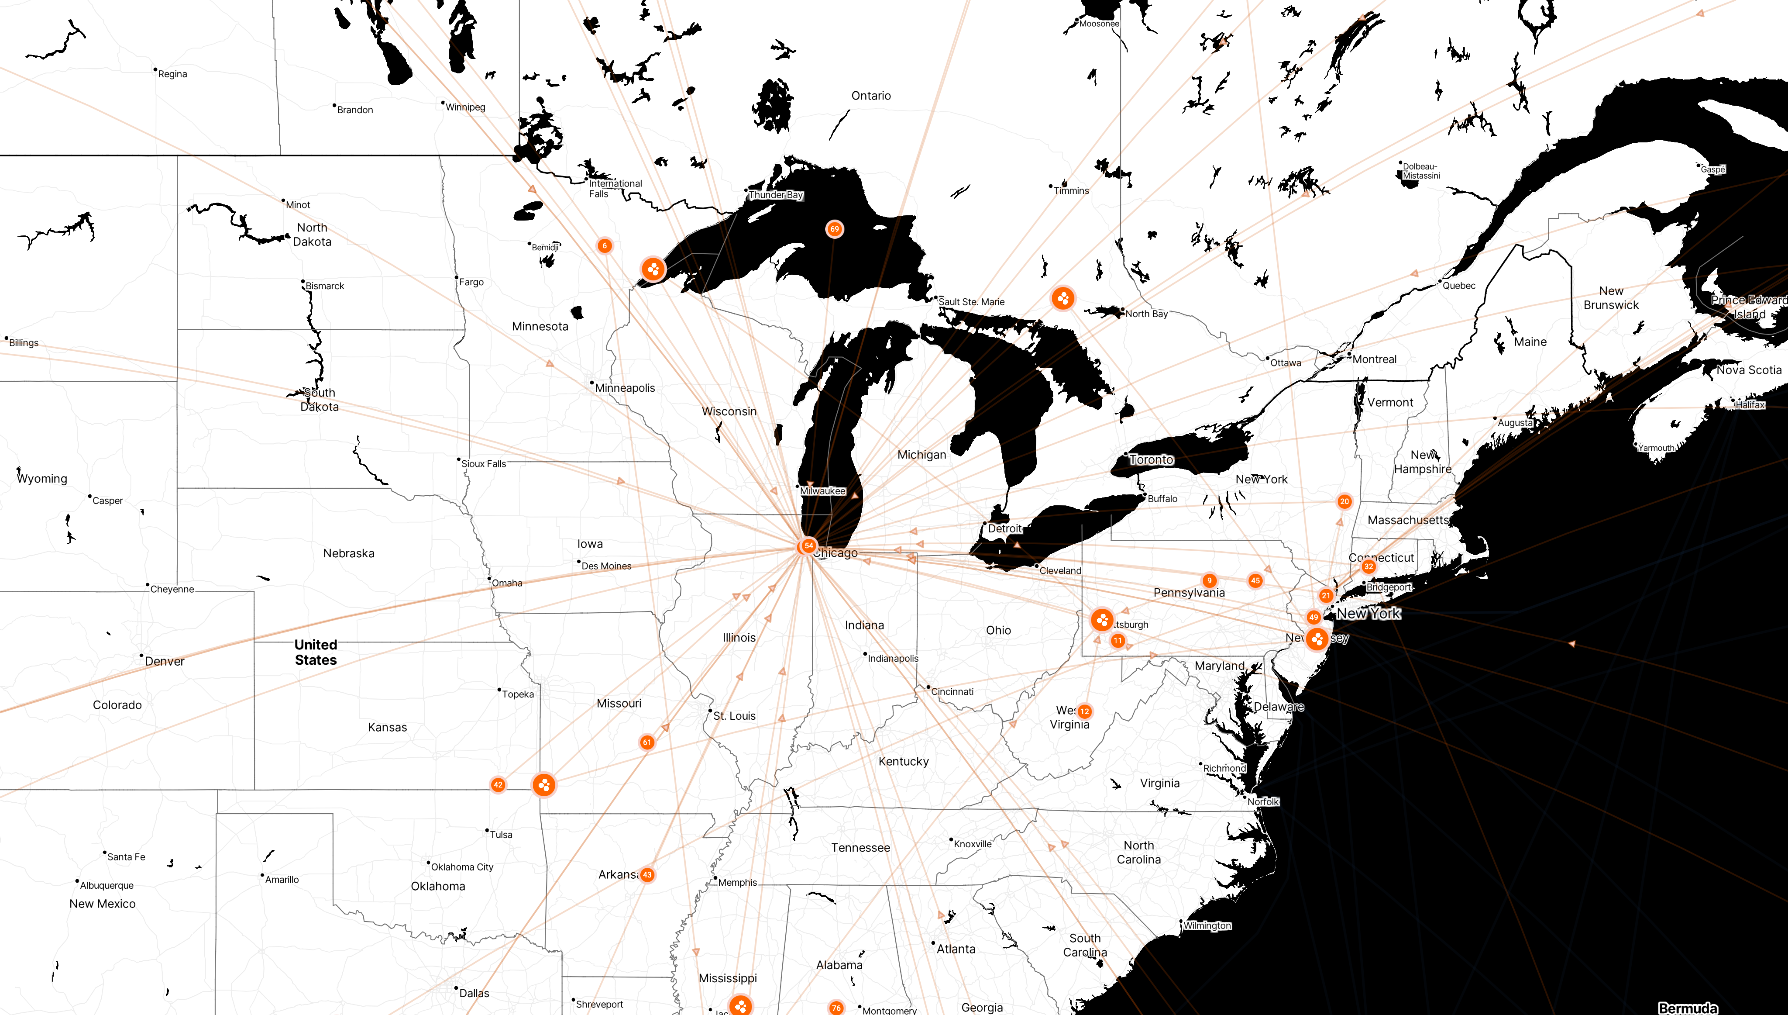 Moosonee
Regina
Brandon
Winnipeg
Ontario
International
Falls
Thunder Bay
Timmins
Dolbeau-
Mistassini
Gaspé
Minot
North
Dakota
Bemidji
6
69
Fargo
Bismarck
Quebec
New
Brunswick
Prince Edward
Island
Sault Ste. Marie
North Bay
Minnesota
Billings
Maine
Ottawa
Montreal
Nova Scotia
Minneapolis
South
Dakota
Vermont
Halifax
Wisconsin
Augusta
Yarmouth
Michigan
Toronto
New
Hampshire
Sioux Falls
Wyoming
New York
Milwaukee
Buffalo
Casper
20
Massachusetts
Detroit
54
Chicago
Iowa
Nebraska
Connecticut
Des Moines
Cleveland
32
Omaha
9
45
Bridgeport
Cheyenne
Pennsylvania
21
New York
49
Indiana
Ohio
ttsburgh
Illinois
11
New
sey
United
States
Denver
Indianapolis
Maryland
Topeka
Cincinnati
Colorado
Missouri
St. Louis
West
Virginia
12
Delaware
Kansas
61
Kentucky
Richmond
42
Virginia
Norfolk
Tulsa
Knoxville
Tennessee
North
Carolina
Santa Fe
Oklahoma City
Amarillo
Arkansa
43
Memphis
Albuquerque
Oklahoma
New Mexico
Wilmington
Atlanta
South
Carolina
Alabama
Mississippi
Dallas
Shreveport
Jac
76
Montgomery
Georgia
Bermuda